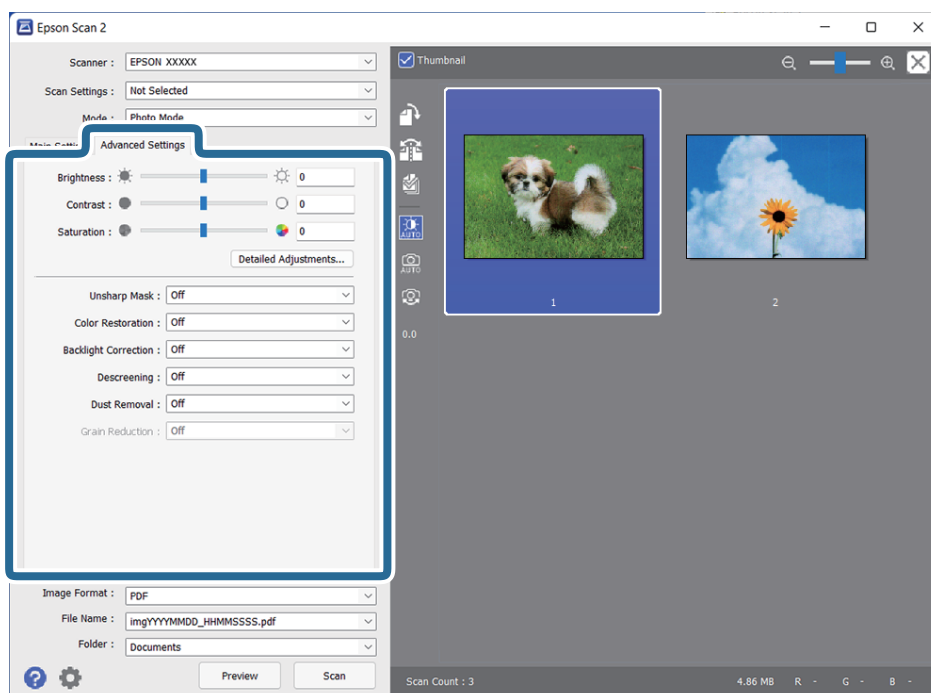 Epson Scan 2
Scanner : EPSON XXXXX
Scan Settings : Not Selected
Mode : Photo Mode
Advanced Settings
Brightness : 0
Contrast : 0
Saturation : 0
Detailed Adjustments...
Unsharp Mask : Off
Color Restoration : Off
Backlight Correction : Off
Descreening : Off
Dust Removal : Off
Grain Reduction : Off
Image Format : PDF
File Name : imgYYYYMMDD_HHMMSSSS.pdf
Folder : Documents
?
Preview
Scan
Thumbnail
AUTO
AUTO
0.0
1
2
Scan Count : 3
4.86 MB R - G - B -